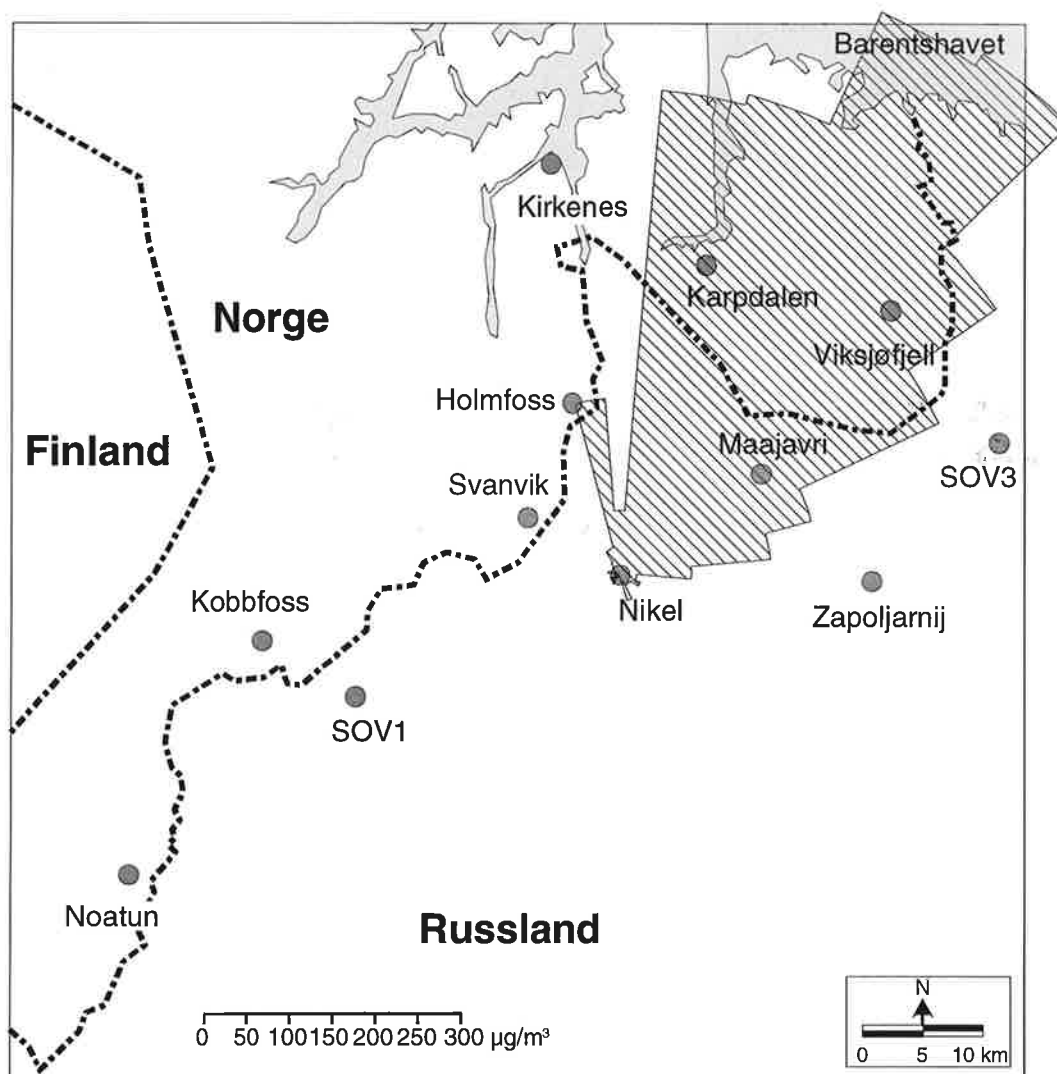 Barentshavet
Kirkenes
Karpdalen
Norge
Viksjøfjell
Holmfoss
Finland
Maajavri
SOV3
Svanvik
Kobbfoss
Nikel
Zapoljarnij
SOV1
Noatun
Russland
N
0 50 100 150 200 250 300 µg/m³
0 5 10 km